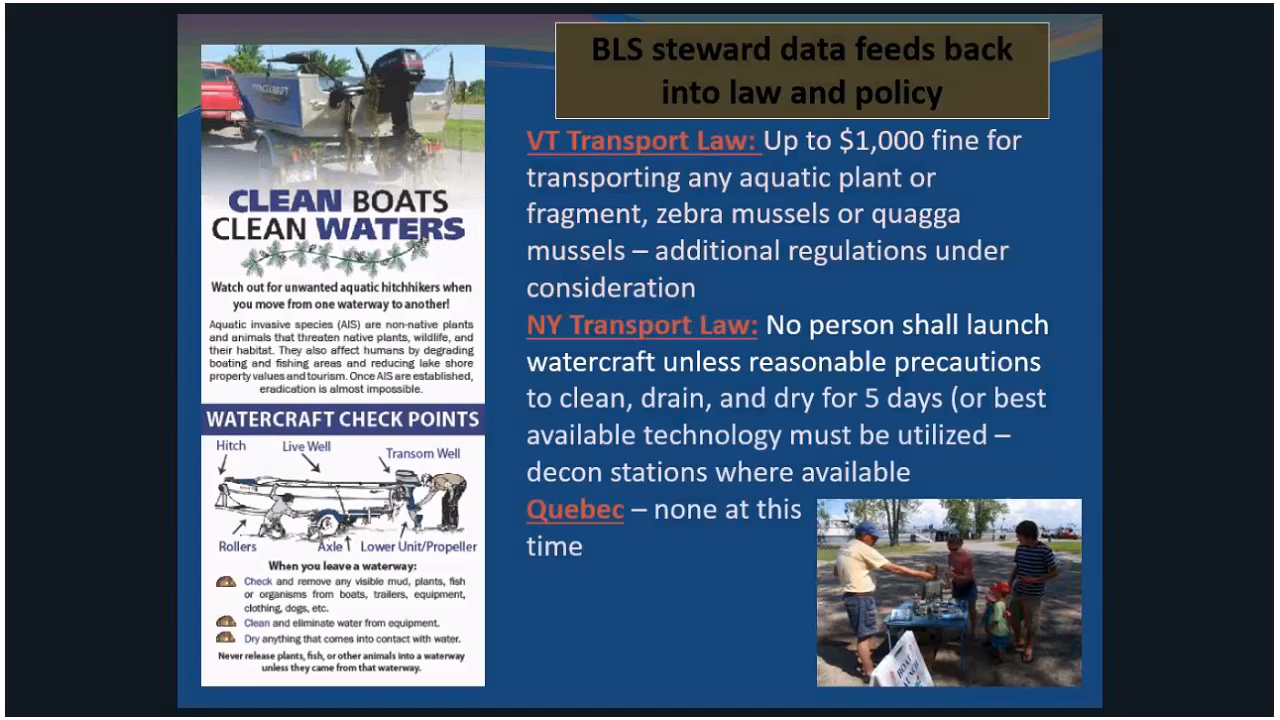 BLS steward data feeds back
into law and policy
VT Transport Law: Up to $1,000 fine for
transporting any aquatic plant or
fragment, zebra mussels or quagga
mussels – additional regulations under
consideration
NY Transport Law: No person shall launch
watercraft unless reasonable precautions
to clean, drain, and dry for 5 days (or best
available technology must be utilized –
decon stations where available
Quebec – none at this
time
CLEAN BOATS
CLEAN WATERS
Watch out for unwanted aquatic hitchhikers when
you move from one waterway to another!
Aquatic invasive species (AIS) are non-native plants
and animals that threaten native plants, wildlife, and
their habitat. They also affect humans by degrading
boating and fishing areas and reducing lake shore
property values and tourism. Once AIS are established,
eradication is almost impossible.
WATERCRAFT CHECK POINTS
Hitch
Live Well
Transom Well
Rollers
Axle
Lower Unit/Propeller
When you leave a waterway:
Check and remove any visible mud, plants, fish
or organisms from boats, trailers, equipment,
clothing, dogs, etc.
Clean and eliminate water from equipment.
Dry anything that comes into contact with water.
Never release plants, fish, or other animals into a waterway
unless they came from that waterway.
BOAT
LAUNCH